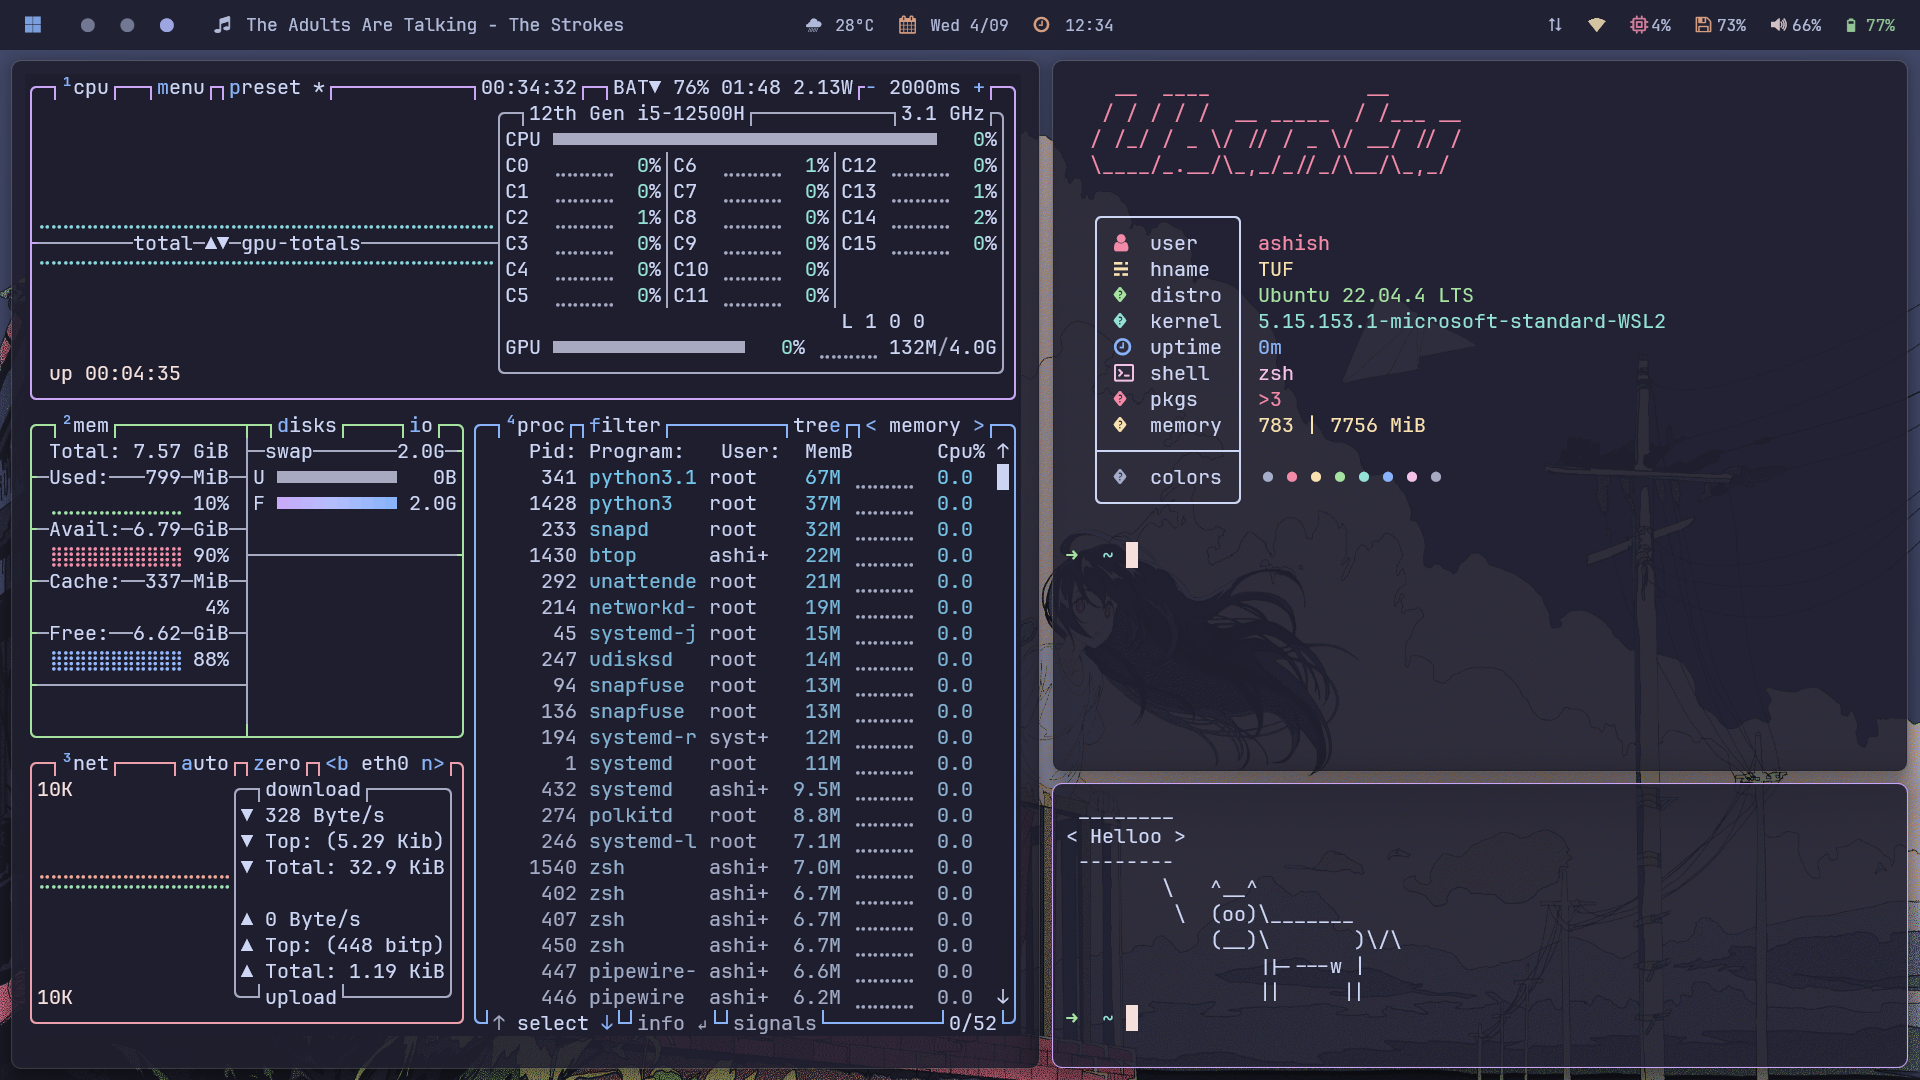 The Adults Are Talking - The Strokes
28°C Wed 4/09 12:34
4% 73% 66% 77%
1cpu menu preset * 00:34:32 BAT▼ 76% 01:48 2.13W - 2000ms +
12th Gen i5-12500H 3.1 GHz
CPU 0%
C0 0% C6 1% C12 0%
C1 0% C7 0% C13 1%
C2 1% C8 0% C14 2%
C3 0% C9 0% C15 0%
C4 0% C10 0%
C5 0% C11 0%
L 1 0 0
GPU 0% 132M/4.0G
total ▲▼ gpu-totals
up 00:04:35
2mem disks io
Total: 7.57 GiB
Used: 799 MiB
10%
Avail: 6.79 GiB
90%
Cache: 337 MiB
4%
Free: 6.62 GiB
88%
swap 2.0G
U 0B
F 2.0G
3net auto zero <b eth0 n>
10K
download
▼ 328 Byte/s
▼ Top: (5.29 Kib)
▼ Total: 32.9 KiB
▲ 0 Byte/s
▲ Top: (448 bitp)
▲ Total: 1.19 KiB
10K
upload
4proc filter tree < memory >
Pid: Program: User: MemB Cpu% ↑
341 python3.1 root 67M 0.0
1428 python3 root 37M 0.0
233 snapd root 32M 0.0
1430 btop ashi+ 22M 0.0
292 unattende root 21M 0.0
214 networkd- root 19M 0.0
45 systemd-j root 15M 0.0
247 udisksd root 14M 0.0
94 snapfuse root 13M 0.0
136 snapfuse root 13M 0.0
194 systemd-r syst+ 12M 0.0
1 systemd root 11M 0.0
432 systemd ashi+ 9.5M 0.0
274 polkitd root 8.8M 0.0
246 systemd-l root 7.1M 0.0
1540 zsh ashi+ 7.0M 0.0
402 zsh ashi+ 6.7M 0.0
407 zsh ashi+ 6.7M 0.0
450 zsh ashi+ 6.7M 0.0
447 pipewire- ashi+ 6.6M 0.0
446 pipewire ashi+ 6.2M 0.0 ↓
↑ select ↓ info ↲ signals 0/52
Ubuntu
user ashish
hname TUF
distro Ubuntu 22.04.4 LTS
kernel 5.15.153.1-microsoft-standard-WSL2
uptime 0m
shell zsh
pkgs >3
memory 783 | 7756 MiB
colors
➜ ~
< Helloo >
\ ^__^
\ (oo)\_______
(__)\ )\/\
||----w |
|| ||
➜ ~